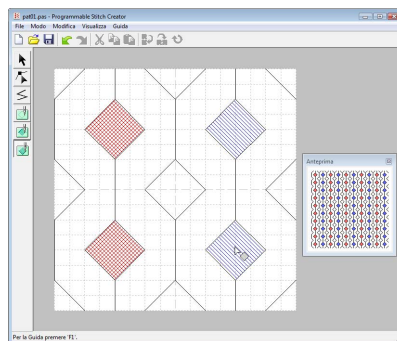 pat01.pas - Programmable Stitch Creator
File Modo Modifica Visualizza Guida
Anteprima
Per la Guida premere 'F1'.